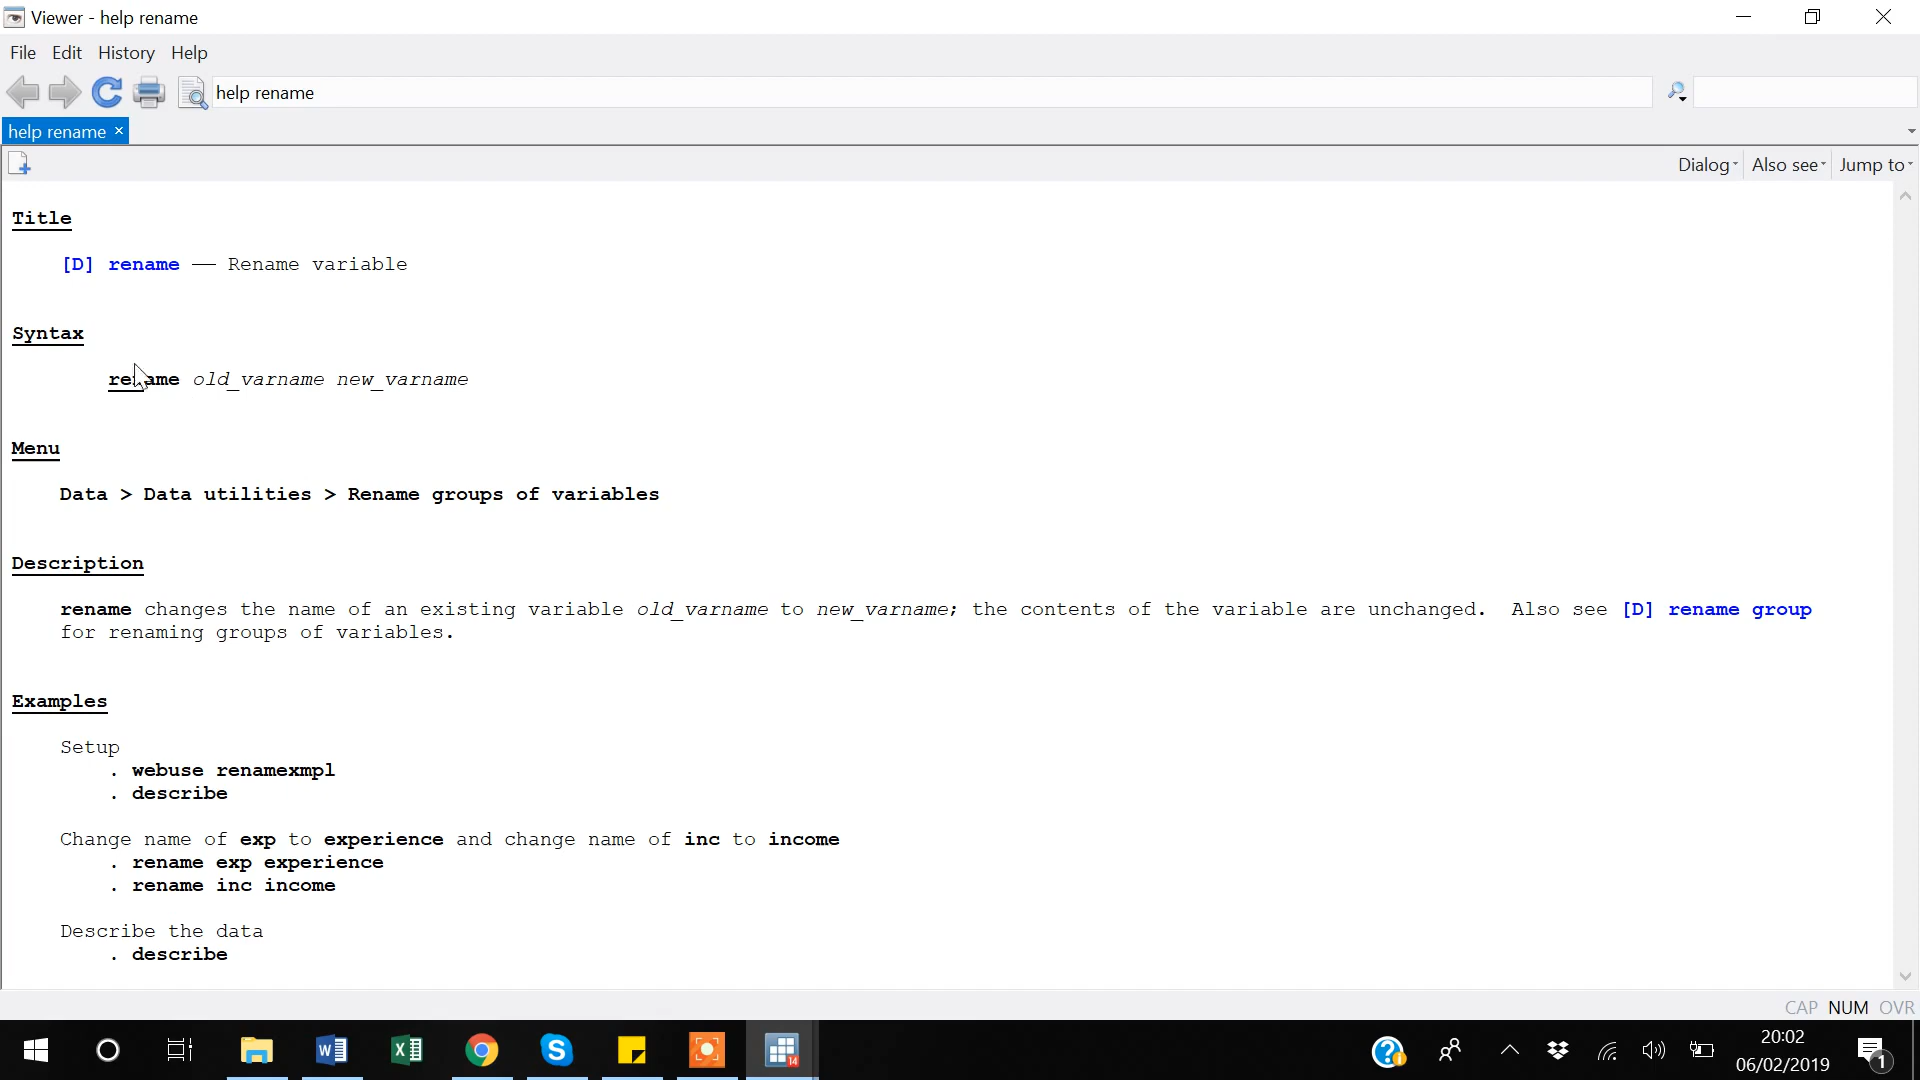 Viewer - help rename
File Edit History Help
help rename
help rename ×
Dialog Also see Jump to
Title
[D] rename — Rename variable
Syntax
rename old_varname new_varname
Menu
Data > Data utilities > Rename groups of variables
Description
rename changes the name of an existing variable old_varname to new_varname; the contents of the variable are unchanged. Also see [D] rename group
for renaming groups of variables.
Examples
Setup
. webuse renamexmpl
. describe
Change name of exp to experience and change name of inc to income
. rename exp experience
. rename inc income
Describe the data
. describe
CAP NUM OVR
14
20:02
06/02/2019
1